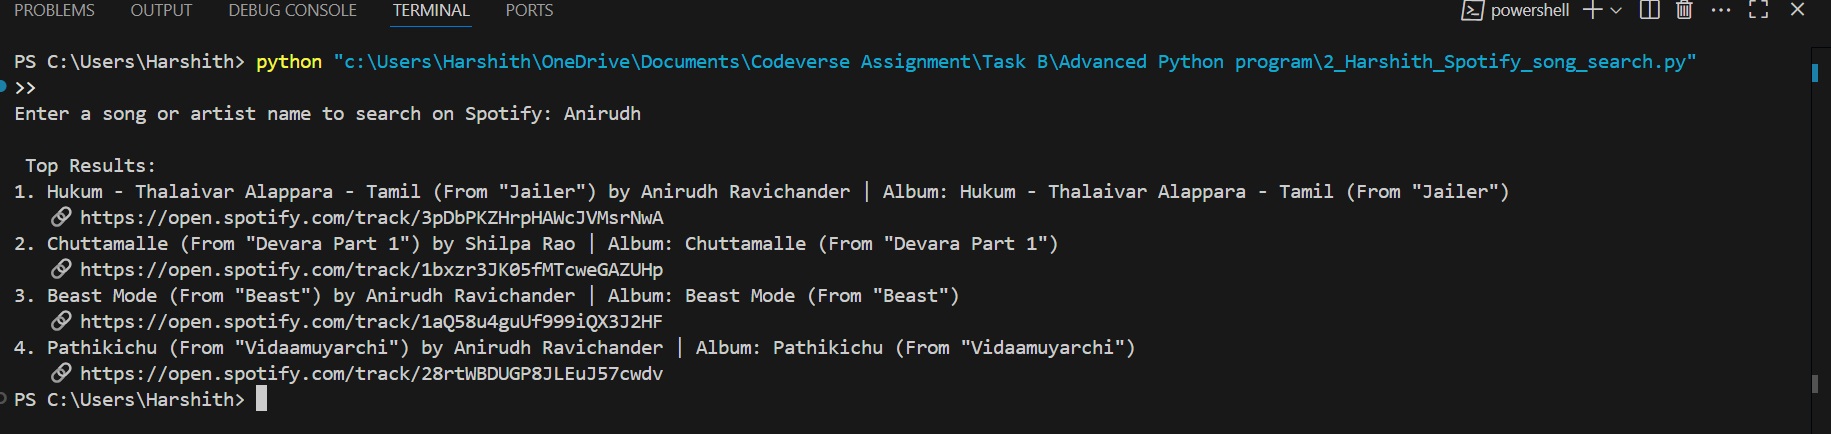 PROBLEMS OUTPUT DEBUG CONSOLE TERMINAL PORTS powershell
PS C:\Users\Harshith> python "c:\Users\Harshith\OneDrive\Documents\Codeverse Assignment\Task B\Advanced Python program\2_Harshith_Spotify_song_search.py"
>>
Enter a song or artist name to search on Spotify: Anirudh
Top Results:
1. Hukum - Thalaivar Alappara - Tamil (From "Jailer") by Anirudh Ravichander | Album: Hukum - Thalaivar Alappara - Tamil (From "Jailer")
🔗 https://open.spotify.com/track/3pDbPKZHrpHAWcJVMsrNwA
2. Chuttamalle (From "Devara Part 1") by Shilpa Rao | Album: Chuttamalle (From "Devara Part 1")
🔗 https://open.spotify.com/track/1bxzr3JK05fMTcweGAZUHp
3. Beast Mode (From "Beast") by Anirudh Ravichander | Album: Beast Mode (From "Beast")
🔗 https://open.spotify.com/track/1aQ58u4guUf999iQX3J2HF
4. Pathikichu (From "Vidaamuyarchi") by Anirudh Ravichander | Album: Pathikichu (From "Vidaamuyarchi")
🔗 https://open.spotify.com/track/28rtWBDUGP8JLEuJ57cwdv
PS C:\Users\Harshith>